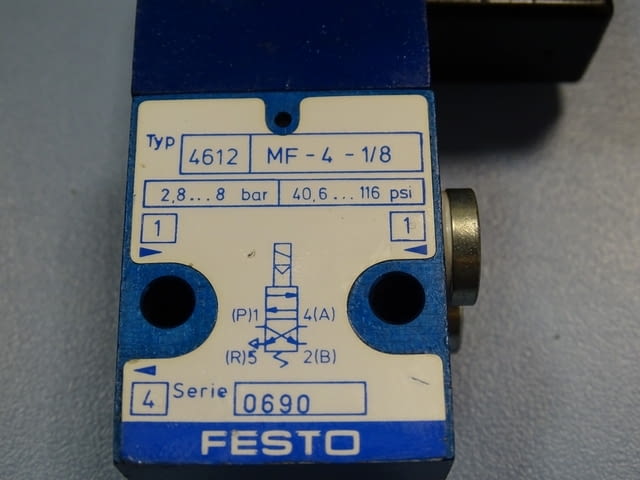 Typ 4612 MF - 4 - 1/8
2,8...8 bar 40,6...116 psi
1 1
(P)1 4(A)
(R)5 2(B)
4 Serie 0690
FESTO